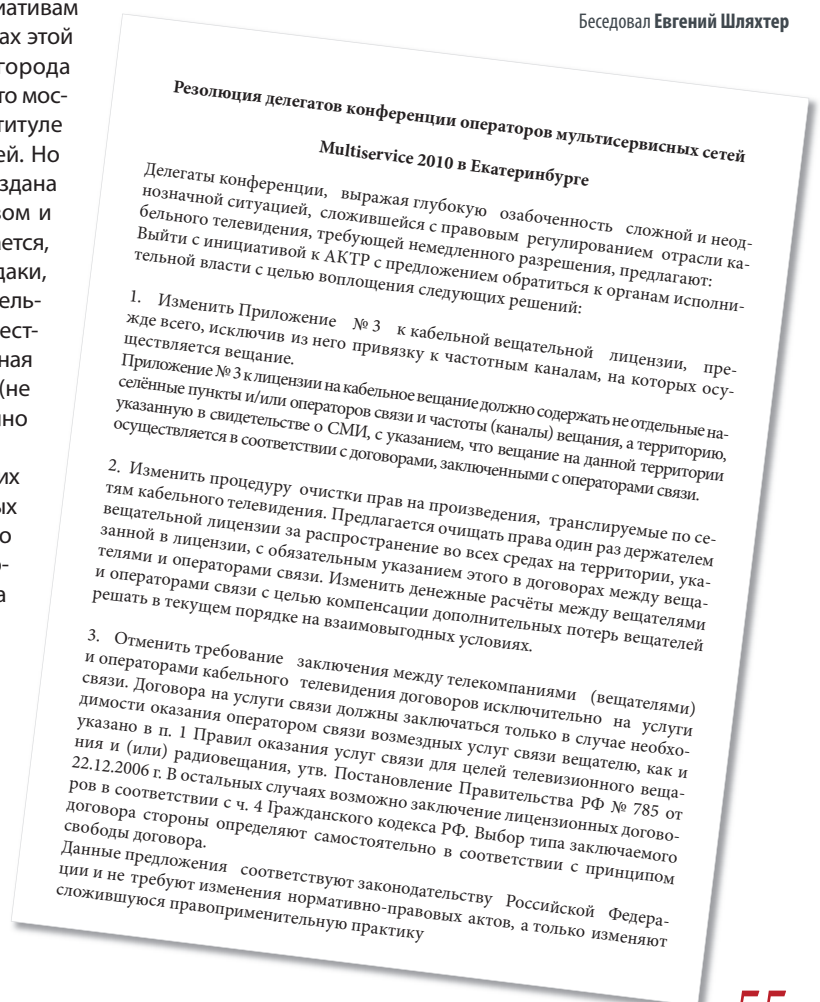 иативам
ах этой
города
то мос-
титуле
ей. Но
здана
вом и
ается,
даки,
ель-
ест-
ная
(не
но
их
ых
о
о-
а
Беседовал Евгений Шляхтер
Резолюция делегатов конференции операторов мультисервисных сетей
Multiservice 2010 в Екатеринбурге
Делегаты конференции, выражая глубокую озабоченность сложной и неод-
нозначной ситуацией, сложившейся с правовым регулированием отрасли ка-
бельного телевидения, требующей немедленного разрешения, предлагают:
Выйти с инициативой к АКТР с предложением обратиться к органам исполни-
тельной власти с целью воплощения следующих решений:
1. Изменить Приложение № 3 к кабельной вещательной лицензии, пре-
жде всего, исключив из него привязку к частотным каналам, на которых осу-
ществляется вещание.
Приложение № 3 к лицензии на кабельное вещание должно содержать не отдельные на-
селённые пункты и/или операторов связи и частоты (каналы) вещания, а территорию,
указанную в свидетельстве о СМИ, с указанием, что вещание на данной территории
осуществляется в соответствии с договорами, заключенными с операторами связи.
2. Изменить процедуру очистки прав на произведения, транслируемые по се-
тям кабельного телевидения. Предлагается очищать права один раз держателем
вещательной лицензии за распространение во всех средах на территории, ука-
занной в лицензии, с обязательным указанием этого в договорах между веща-
телями и операторами связи. Изменить денежные расчёты между вещателями
и операторами связи с целью компенсации дополнительных потерь вещателей
решать в текущем порядке на взаимовыгодных условиях.
3. Отменить требование заключения между телекомпаниями (вещателями)
и операторами кабельного телевидения договоров исключительно на услуги
связи. Договора на услуги связи должны заключаться только в случае необхо-
димости оказания оператором связи возмездных услуг связи вещателю, как и
указано в п. 1 Правил оказания услуг связи для целей телевизионного веща-
ния и (или) радиовещания, утв. Постановление Правительства РФ № 785 от
22.12.2006 г. В остальных случаях возможно заключение лицензионных догово-
ров в соответствии с ч. 4 Гражданского кодекса РФ. Выбор типа заключаемого
договора стороны определяют самостоятельно в соответствии с принципом
свободы договора.
Данные предложения соответствуют законодательству Российской Федера-
ции и не требуют изменения нормативно-правовых актов, а только изменяют
сложившуюся правоприменительную практику